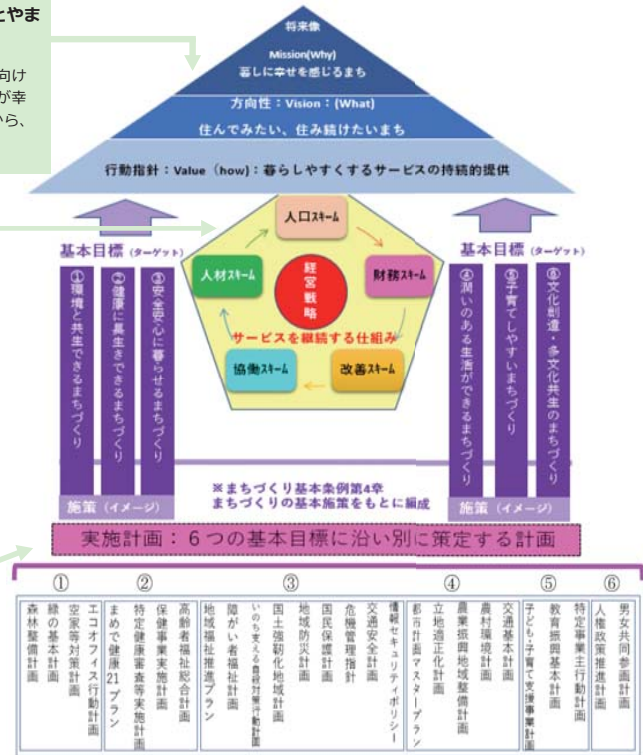 とやま
向け
が幸
から、
将来像
Mission(Why)
暮しに幸せを感じるまち
方向性：Vision：(What)
住んでみたい、住み続けたいまち
行動指針：Value（how)：暮らしやすくするサービスの持続的提供
基本目標（ターゲット）
①環境と共生できるまちづくり
②健康に長生きできるまちづくり
③安全安心に暮らせるまちづくり
施策（イメージ）
人口スキーム
人材スキーム
財務スキーム
経営戦略
サービスを継続する仕組み
協働スキーム
改善スキーム
基本目標（ターゲット）
④潤いのある生活ができるまちづくり
⑤子育てしやすいまちづくり
⑥文化創造・多文化共生のまちづくり
施策（イメージ）
※まちづくり基本条例第4章
まちづくりの基本施策をもとに編成
実施計画：６つの基本目標に沿い別に策定する計画
①
森林整備計画
緑の基本計画
空家等対策計画
エコオフィス行動計画
②
まめで健康21プラン
特定健康審査等実施計画
保健事業実施計画
高齢者福祉総合計画
③
地域福祉推進プラン
障がい者福祉計画
いのち支える自殺対策行動計画
国土強靭化地域計画
地域防災計画
国民保護計画
危機管理指針
交通安全計画
情報セキュリティポリシー
④
都市計画マスタープラン
立地適正化計画
農業振興地域整備計画
農村環境計画
交通基本計画
⑤
子ども・子育て支援事業計画
教育振興基本計画
特定事業主行動計画
⑥
人権政策推進計画
男女共同参画計画